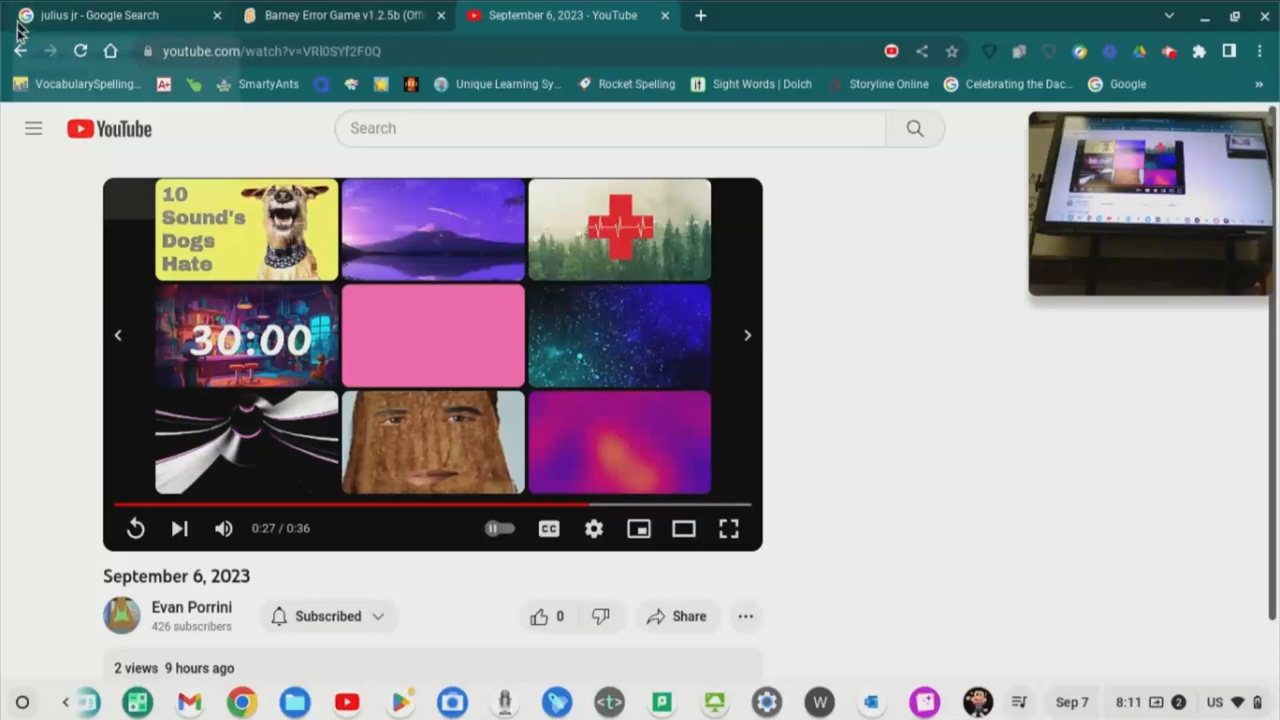 julius jr - Google Search
Barney Error Game v1.2.5b (Offi
September 6, 2023 - YouTube
youtube.com/watch?v=VRl0SYf2F0Q
VocabularySpelling...
A+
SmartyAnts
Unique Learning Sy...
Rocket Spelling
Sight Words | Dolch
Storyline Online
Celebrating the Dac...
Google
»
YouTube
Search
10
Sound's
Dogs
Hate
30:00
0:27 / 0:36
CC
September 6, 2023
Evan Porrini
426 subscribers
Subscribed
0
Share
2 views 9 hours ago
<t>
W
Sep 7
8:11
2
US